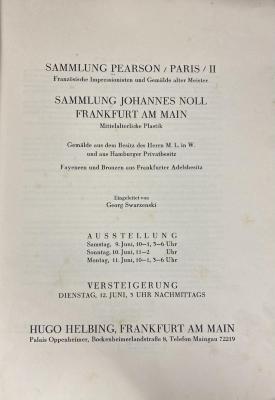 SAMMLUNG PEARSON / PARIS / II
Französische Impressionisten und Gemälde alter Meister
SAMMLUNG JOHANNES NOLL
FRANKFURT AM MAIN
Mittelalterliche Plastik
Gemälde aus dem Besitz des Herrn M. L. in W.
und aus Hamburger Privatbesitz
Fayencen und Bronzen aus Frankfurter Adelsbesitz
Eingeleitet von
Georg Swarzenski
AUSSTELLUNG
Samstag, 9. Juni, 10–1, 3–6 Uhr
Sonntag, 10. Juni, 11–2 Uhr
Montag, 11. Juni, 10–1, 3–6 Uhr
VERSTEIGERUNG
DIENSTAG, 12. JUNI, 3 UHR NACHMITTAGS
HUGO HELBING, FRANKFURT AM MAIN
Palais Oppenheimer, Bockenheimerlandstraße 8, Telefon Maingau 72219